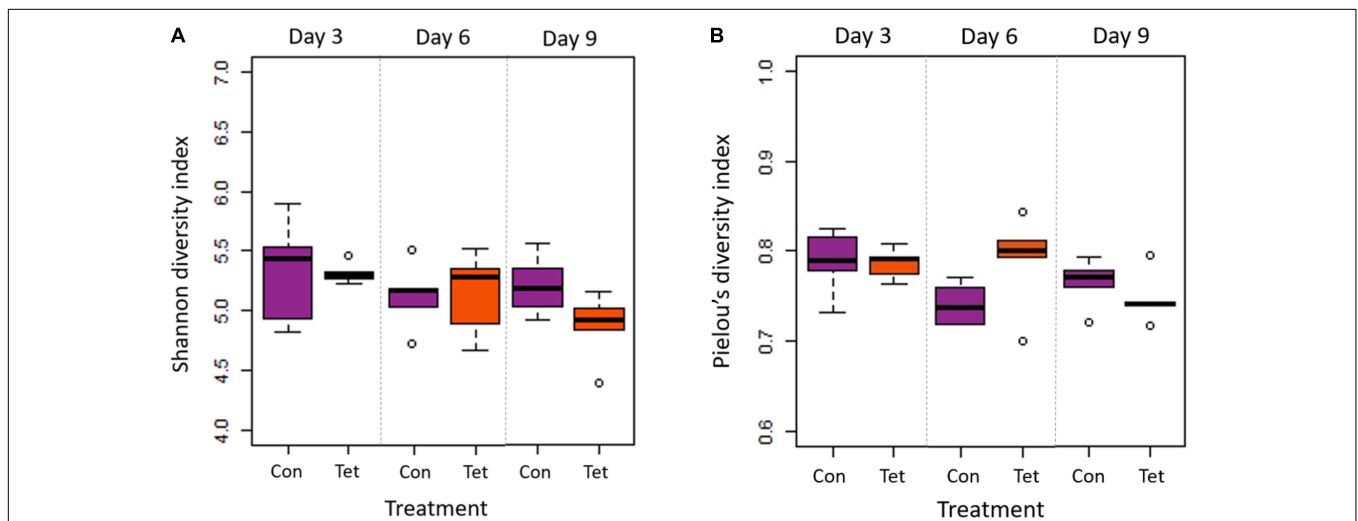 A
Day 3 Day 6 Day 9
Shannon diversity index
7.0
6.5
6.0
5.5
5.0
4.5
4.0
Con Tet Con Tet Con Tet
Treatment
B
Day 3 Day 6 Day 9
Pielou's diversity index
1.0
0.9
0.8
0.7
0.6
Con Tet Con Tet Con Tet
Treatment